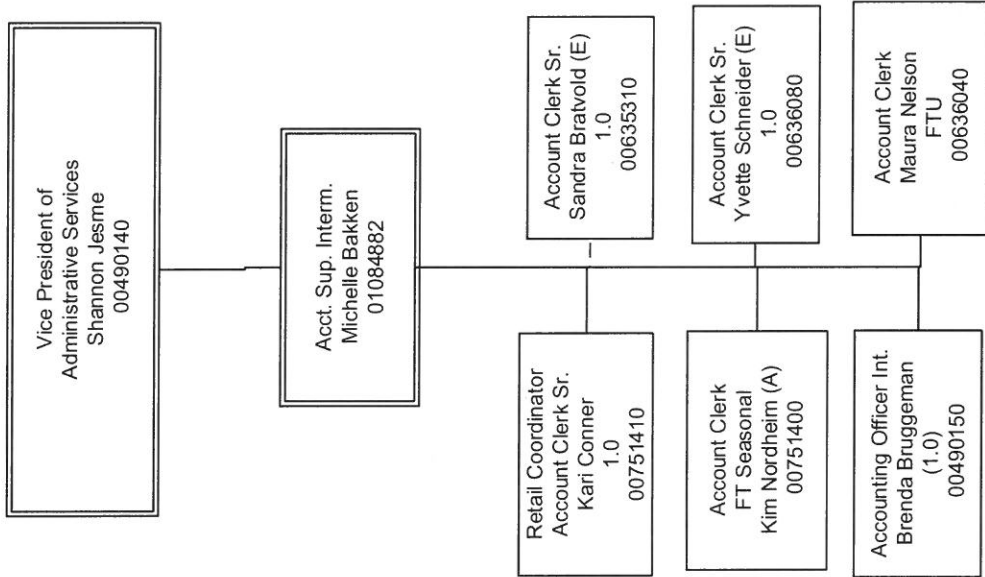 Vice President of
Administrative Services
Shannon Jesme
00490140
Acct. Sup. Interm.
Michelle Bakken
01084882
Retail Coordinator
Account Clerk Sr.
Kari Conner
1.0
00751410
Account Clerk Sr.
Sandra Bratvold (E)
1.0
00635310
Account Clerk
FT Seasonal
Kim Nordheim (A)
00751400
Account Clerk Sr.
Yvette Schneider (E)
1.0
00636080
Accounting Officer Int.
Brenda Bruggeman
(1.0)
00490150
Account Clerk
Maura Nelson
FTU
00636040